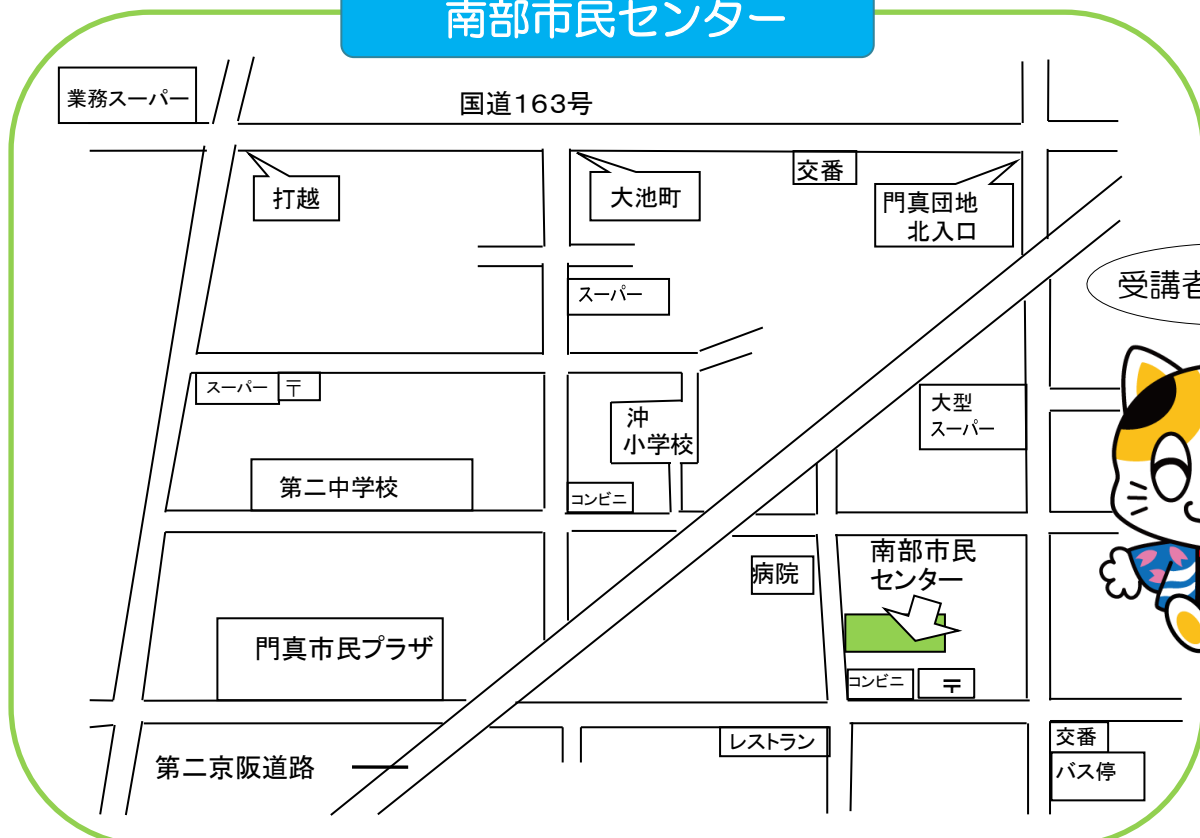 南部市民センター
業務スーパー
国道163号
打越
大池町
交番
門真団地
北入口
受講者
スーパー
スーパー
〒
沖
小学校
大型
スーパー
第二中学校
コンビニ
南部市民
センター
病院
門真市民プラザ
コンビニ
〒
レストラン
交番
バス停
第二京阪道路